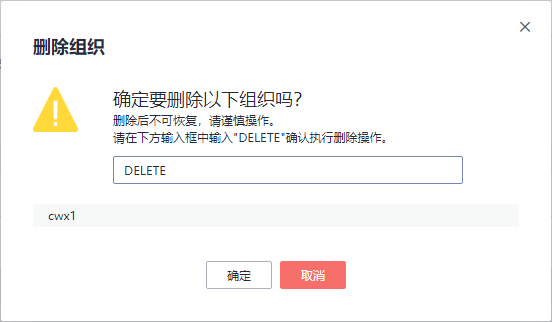 删除组织
确定要删除以下组织吗？
删除后不可恢复，请谨慎操作。
请在下方输入框中输入"DELETE"确认执行删除操作。
DELETE
cwx1
确定
取消